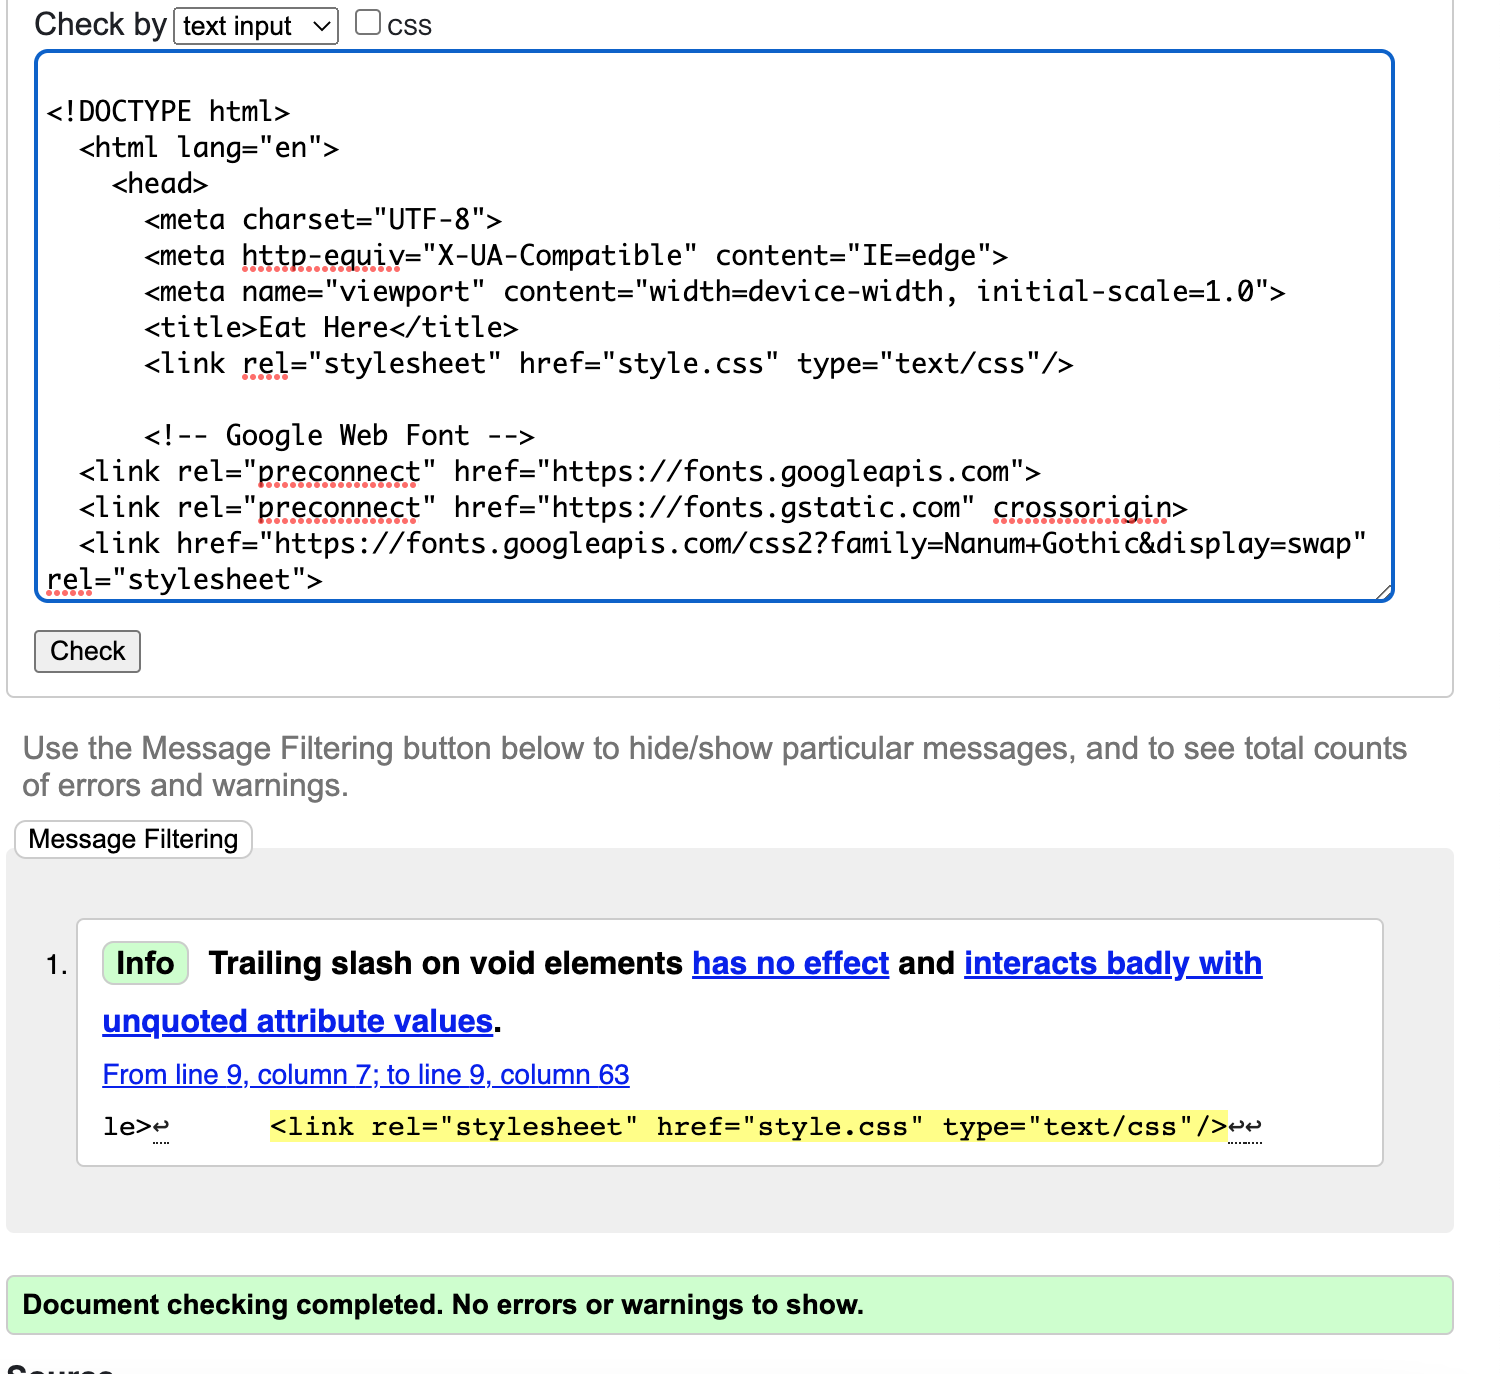 Check by text input css
<!DOCTYPE html>
<html lang="en">
<head>
<meta charset="UTF-8">
<meta http-equiv="X-UA-Compatible" content="IE=edge">
<meta name="viewport" content="width=device-width, initial-scale=1.0">
<title>Eat Here</title>
<link rel="stylesheet" href="style.css" type="text/css"/>
<!-- Google Web Font -->
<link rel="preconnect" href="https://fonts.googleapis.com">
<link rel="preconnect" href="https://fonts.gstatic.com" crossorigin>
<link href="https://fonts.googleapis.com/css2?family=Nanum+Gothic&display=swap"
rel="stylesheet">
Check
Use the Message Filtering button below to hide/show particular messages, and to see total counts
of errors and warnings.
Message Filtering
1. Info Trailing slash on void elements has no effect and interacts badly with
unquoted attribute values.
From line 9, column 7; to line 9, column 63
le>↩ <link rel="stylesheet" href="style.css" type="text/css"/>↩↩
Document checking completed. No errors or warnings to show.